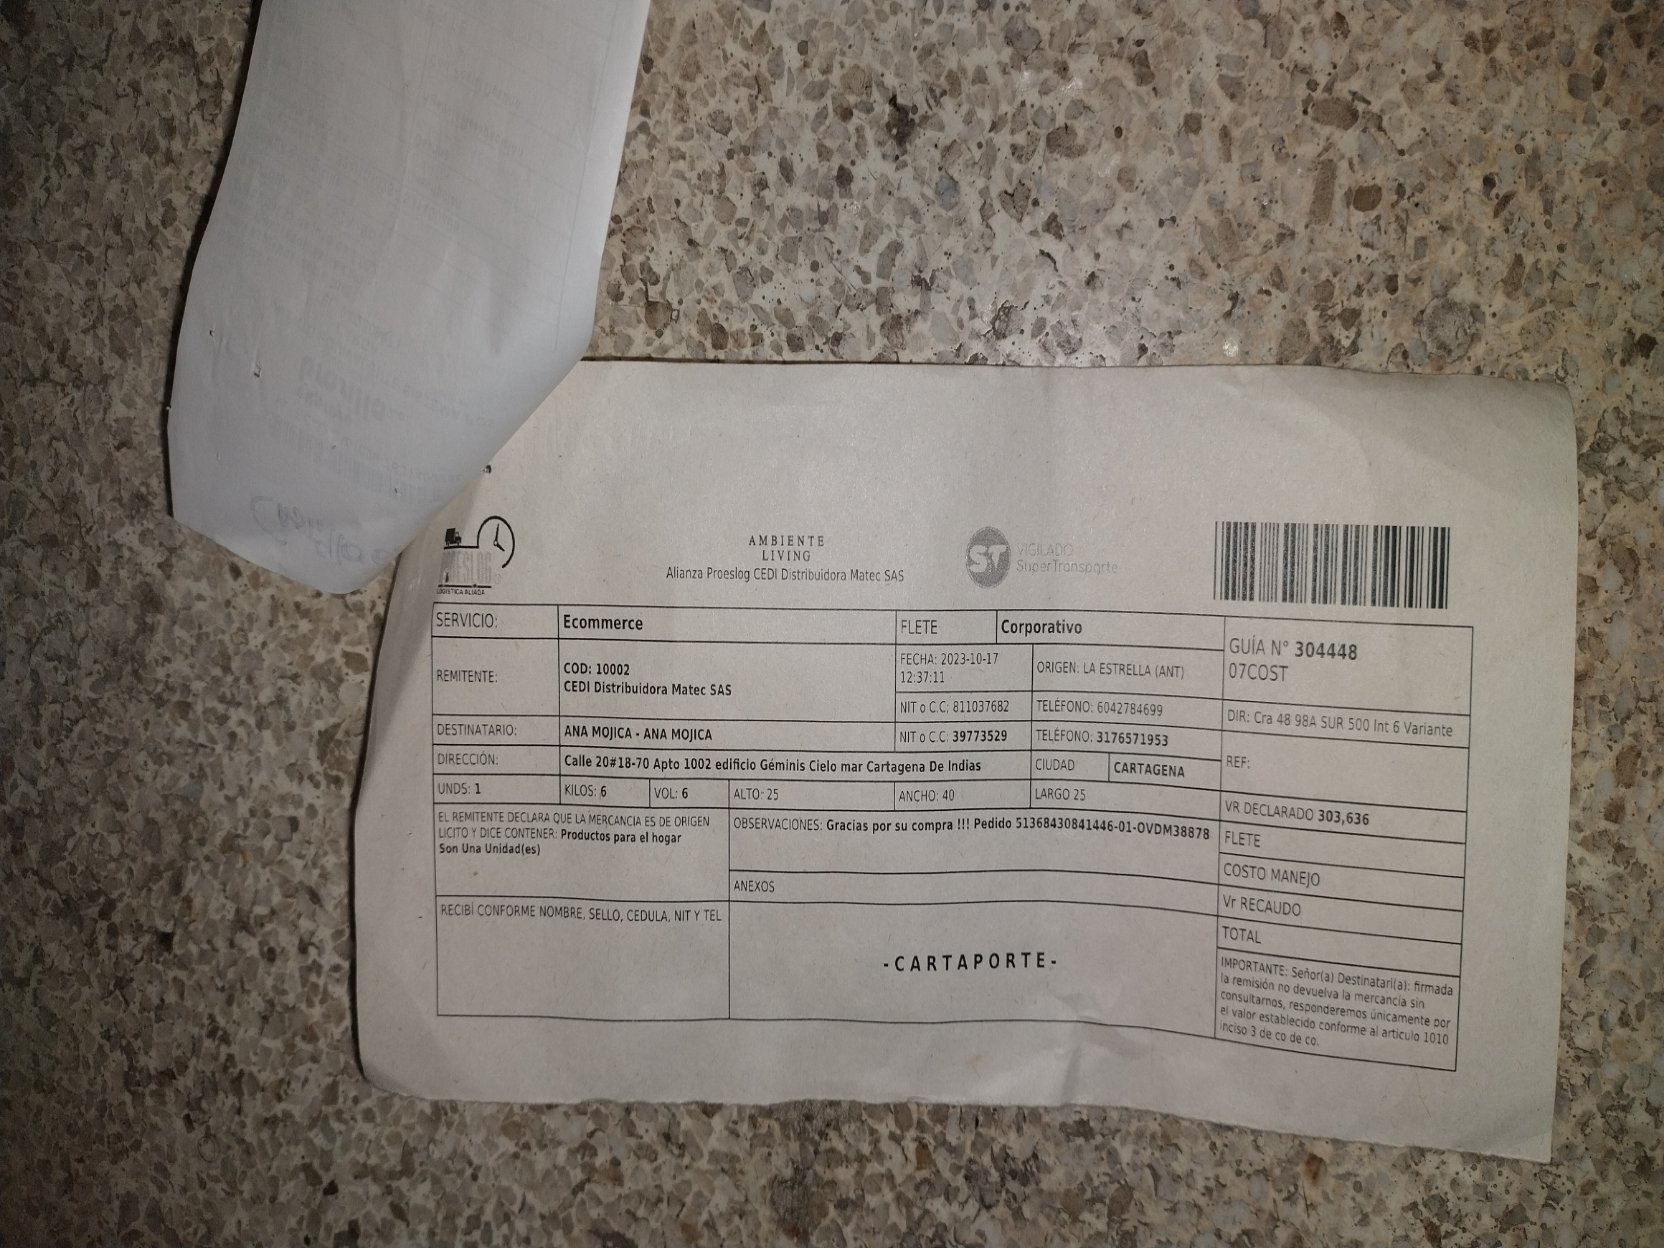 LOGISTICA ALIADA
AMBIENTE
LIVING
Alianza Proeslog CEDI Distribuidora Matec SAS
ST
VIGILADO
SuperTransporte
SERVICIO: Ecommerce FLETE Corporativo
GUÍA N° 304448
07COST
REMITENTE: COD: 10002
CEDI Distribuidora Matec SAS
FECHA: 2023-10-17
12:37:11
ORIGEN: LA ESTRELLA (ANT)
NIT o C.C: 811037682 TELÉFONO: 6042784699
DIR: Cra 48 98A SUR 500 Int 6 Variante
DESTINATARIO: ANA MOJICA - ANA MOJICA NIT o C.C: 39773529 TELÉFONO: 3176571953
REF:
DIRECCIÓN: Calle 20#18-70 Apto 1002 edificio Géminis Cielo mar Cartagena De Indias CIUDAD CARTAGENA
UNDS: 1 KILOS: 6 VOL: 6 ALTO: 25 ANCHO: 40 LARGO 25
VR DECLARADO 303,636
EL REMITENTE DECLARA QUE LA MERCANCIA ES DE ORIGEN
LICITO Y DICE CONTENER: Productos para el hogar
Son Una Unidad(es)
OBSERVACIONES: Gracias por su compra !!! Pedido 51368430841446-01-OVDM38878
FLETE
COSTO MANEJO
ANEXOS
Vr RECAUDO
RECIBÍ CONFORME NOMBRE, SELLO, CEDULA, NIT Y TEL
TOTAL
-CARTAPORTE-
IMPORTANTE: Señor(a) Destinatari(a): firmada
la remisión no devuelva la mercancía sin
consultarnos, responderemos únicamente por
el valor establecido conforme al articulo 1010
inciso 3 de co de co.